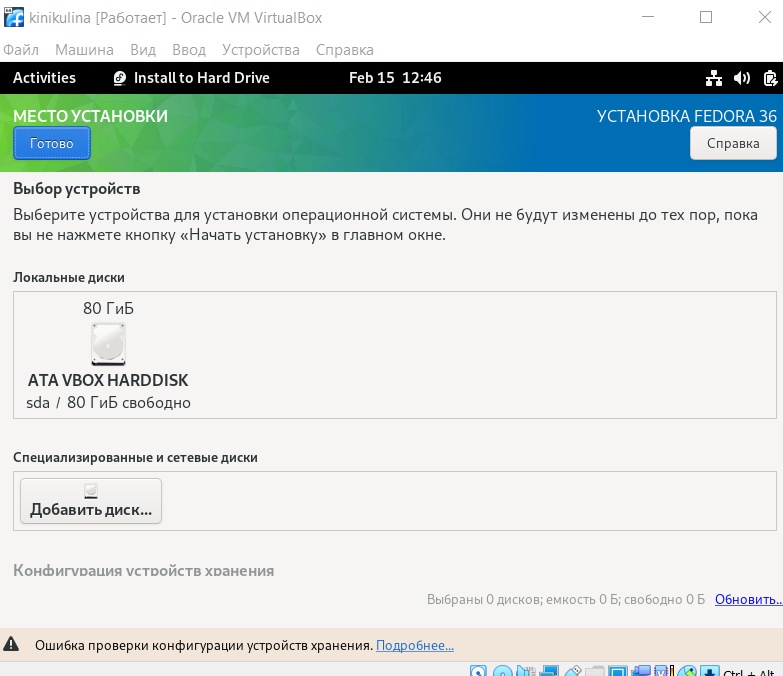 kinikulina [Работает] - Oracle VM VirtualBox
Файл Машина Вид Ввод Устройства Справка
Activities Install to Hard Drive Feb 15 12:46
МЕСТО УСТАНОВКИ УСТАНОВКА FEDORA 36
Готово Справка
Выбор устройств
Выберите устройства для установки операционной системы. Они не будут изменены до тех пор, пока
вы не нажмете кнопку «Начать установку» в главном окне.
Локальные диски
80 ГиБ
ATA VBOX HARDDISK
sda / 80 ГиБ свободно
Специализированные и сетевые диски
Добавить диск...
Конфигурация устройств хранения
Выбраны 0 дисков; емкость 0 Б; свободно 0 Б Обновить..
Ошибка проверки конфигурации устройств хранения. Подробнее...
Ctrl + Alt